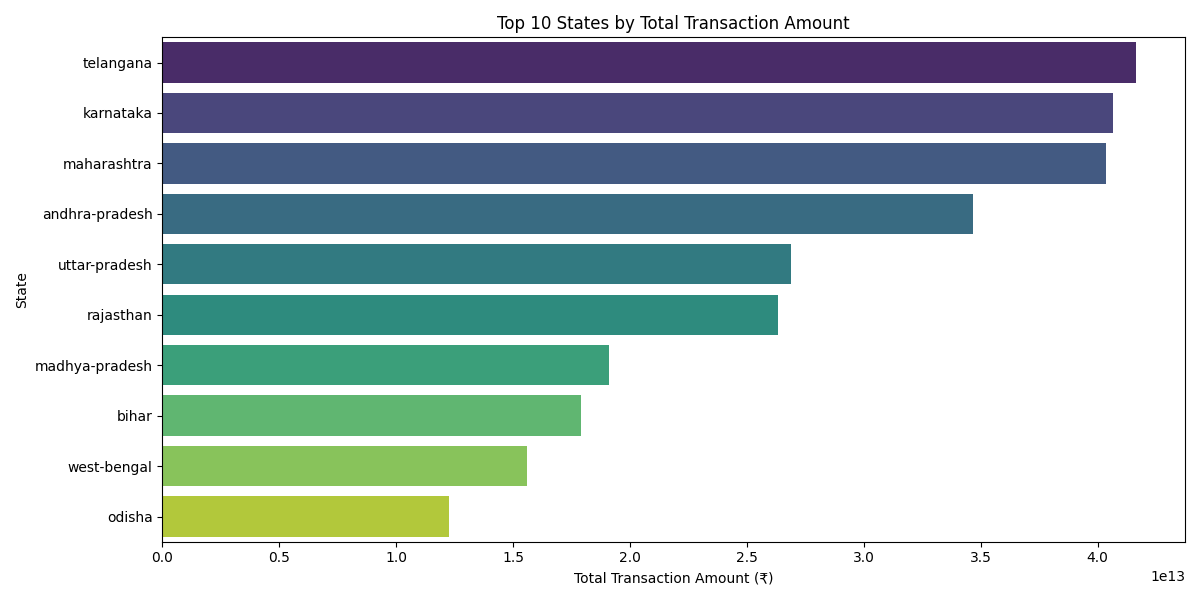 Top 10 States by Total Transaction Amount
State
telangana
karnataka
maharashtra
andhra-pradesh
uttar-pradesh
rajasthan
madhya-pradesh
bihar
west-bengal
odisha
0.0 0.5 1.0 1.5 2.0 2.5 3.0 3.5 4.0
1e13
Total Transaction Amount (₹)